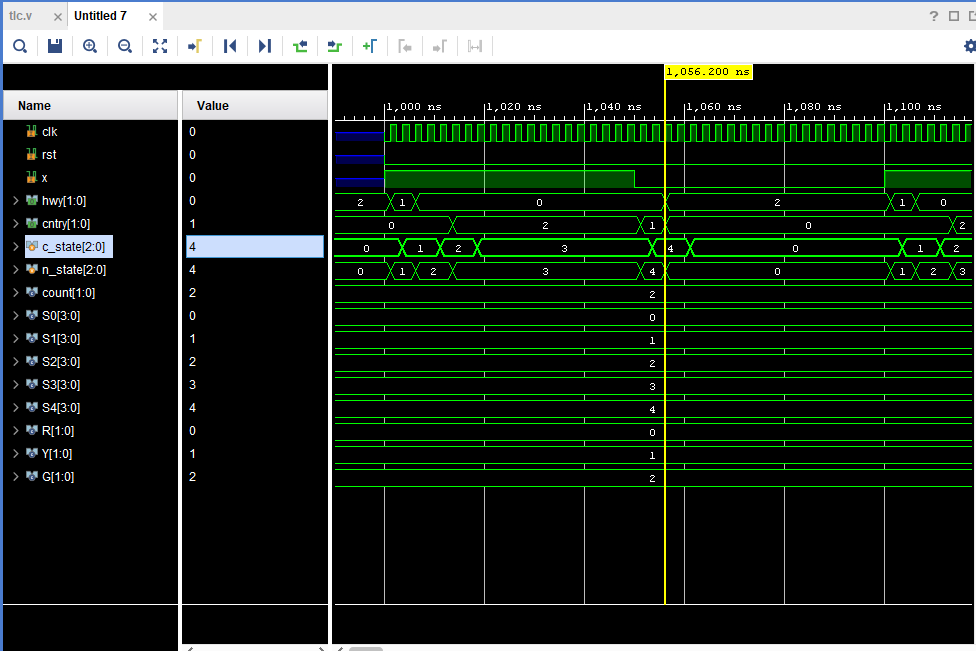 tlc.v × Untitled 7 ×
?
1,056.200 ns
Name Value
1,000 ns 1,020 ns 1,040 ns 1,060 ns 1,080 ns 1,100 ns
clk 0
rst 0
x 0
hwy[1:0] 0 2 1 0 2 1 0
cntry[1:0] 1 0 2 1 0 2
c_state[2:0] 4 0 1 2 3 4 0 1 2
n_state[2:0] 4 0 1 2 3 4 0 1 2 3
count[1:0] 2 2
S0[3:0] 0 0
S1[3:0] 1 1
S2[3:0] 2 2
S3[3:0] 3 3
S4[3:0] 4 4
R[1:0] 0 0
Y[1:0] 1 1
G[1:0] 2 2